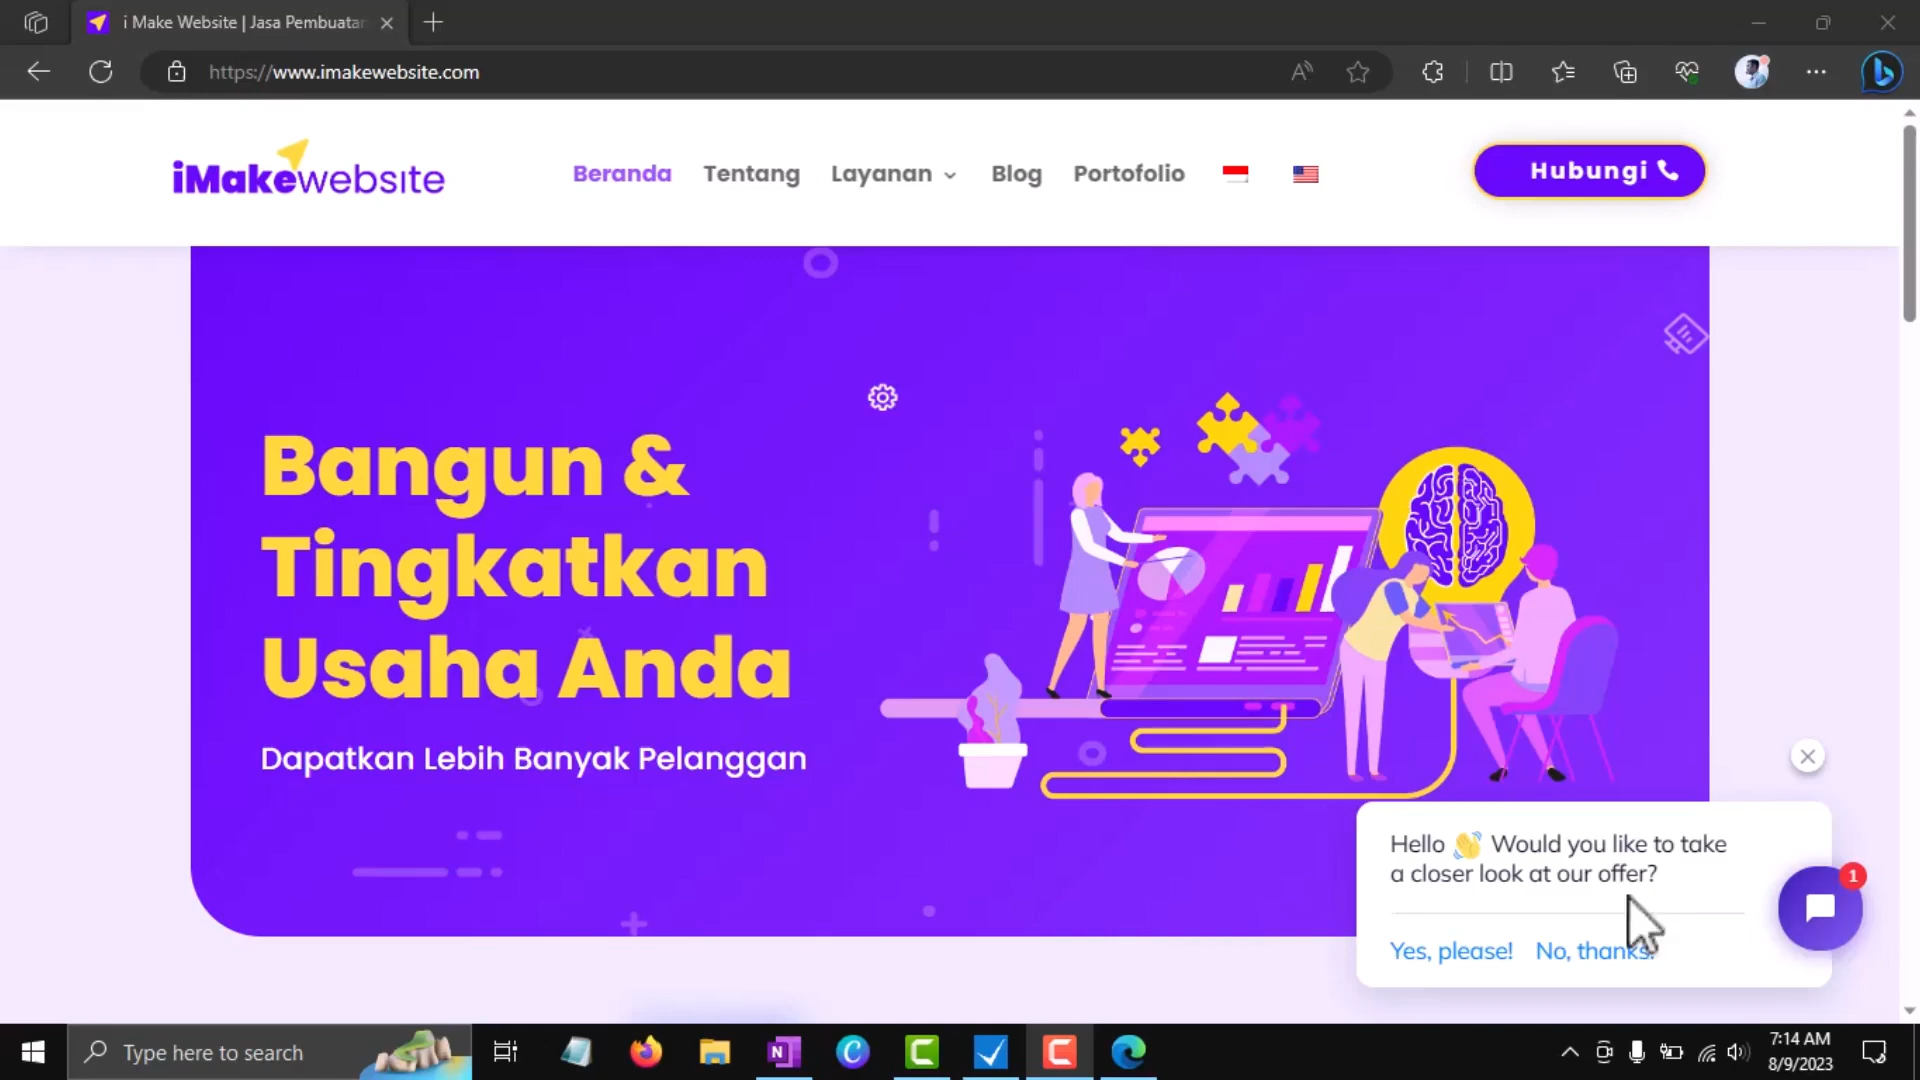 i Make Website | Jasa Pembuatan
https://www.imakewebsite.com
iMakewebsite
Beranda
Tentang
Layanan
Blog
Portofolio
Hubungi
Bangun &
Tingkatkan
Usaha Anda
Dapatkan Lebih Banyak Pelanggan
Hello 👋 Would you like to take
a closer look at our offer?
Yes, please! No, thanks.
1
Type here to search
7:14 AM
8/9/2023